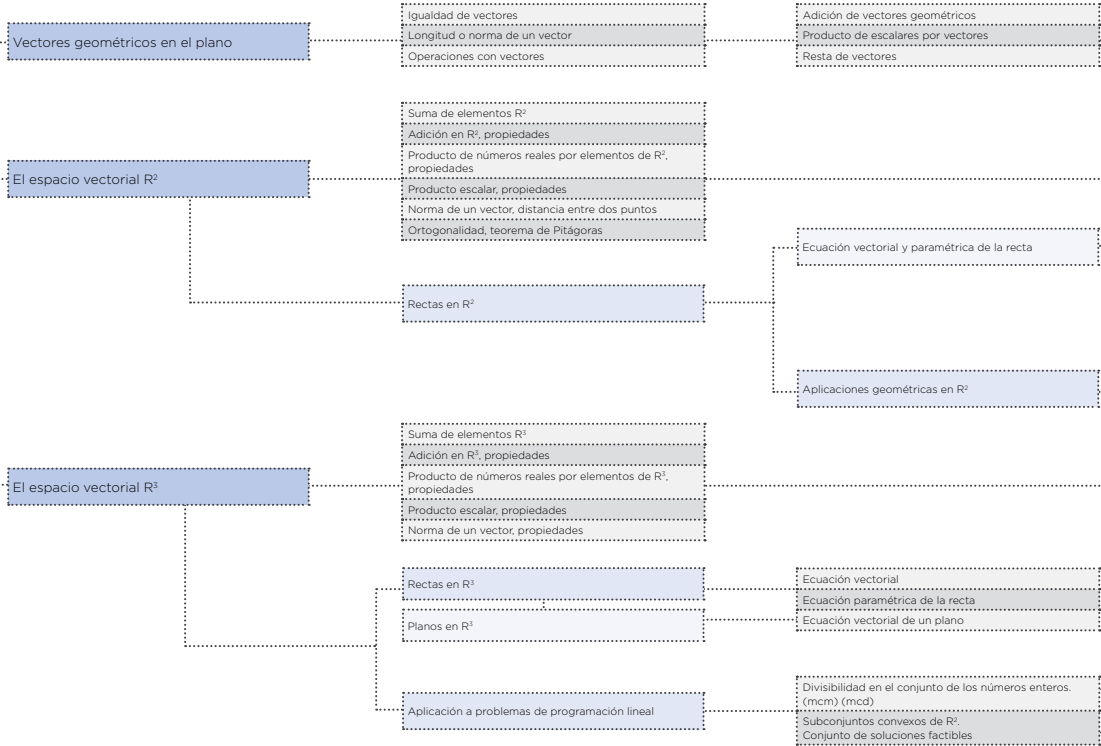 Vectores geométricos en el plano
Igualdad de vectores
Longitud o norma de un vector
Operaciones con vectores
Adición de vectores geométricos
Producto de escalares por vectores
Resta de vectores
El espacio vectorial R²
Suma de elementos R²
Adición en R², propiedades
Producto de números reales por elementos de R²,
propiedades
Producto escalar, propiedades
Norma de un vector, distancia entre dos puntos
Ortogonalidad, teorema de Pitágoras
Rectas en R²
Ecuación vectorial y paramétrica de la recta
Aplicaciones geométricas en R²
El espacio vectorial R³
Suma de elementos R³
Adición en R³, propiedades
Producto de números reales por elementos de R³,
propiedades
Producto escalar, propiedades
Norma de un vector, propiedades
Rectas en R³
Planos en R³
Ecuación vectorial
Ecuación paramétrica de la recta
Ecuación vectorial de un plano
Aplicación a problemas de programación lineal
Divisibilidad en el conjunto de los números enteros.
(mcm) (mcd)
Subconjuntos convexos de R².
Conjunto de soluciones factibles